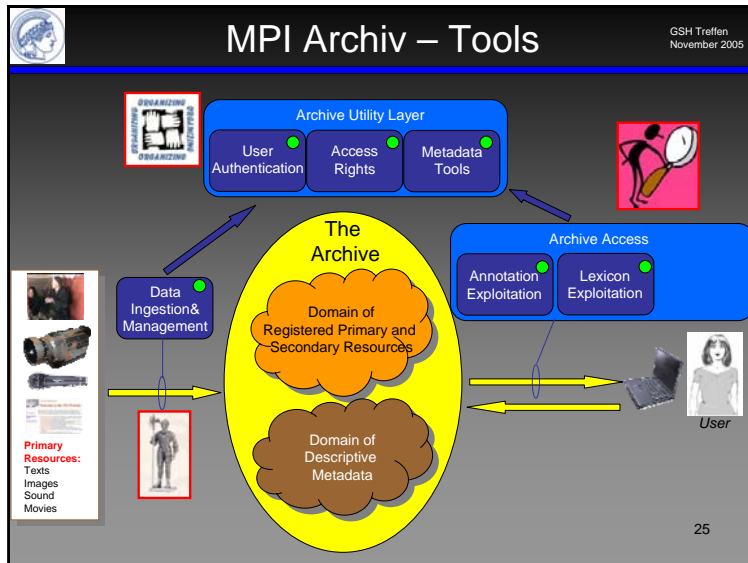 MPI Archiv – Tools
GSH Treffen
November 2005
ORGANIZING
ORGANIZING
ORGANIZING
ORGANIZING
Archive Utility Layer
User
Authentication
Access
Rights
Metadata
Tools
The
Archive
Archive Access
Annotation
Exploitation
Lexicon
Exploitation
Data
Ingestion&
Management
Domain of
Registered Primary and
Secondary Resources
Domain of
Descriptive
Metadata
User
Primary
Resources:
Texts
Images
Sound
Movies
25